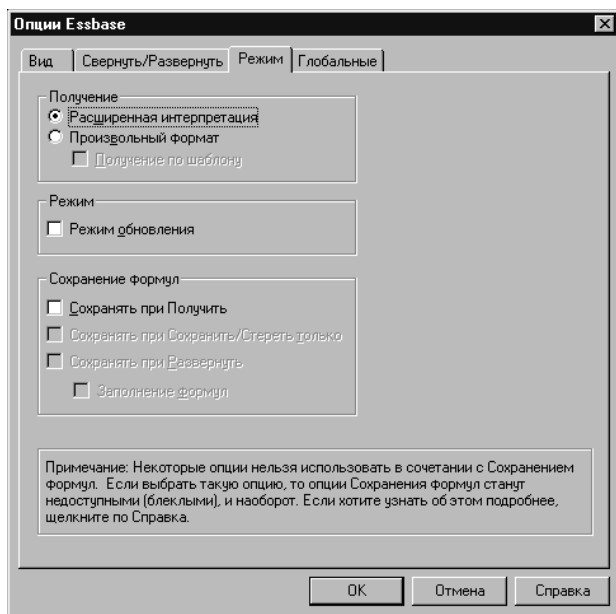 Опции Essbase
Вид Свернуть/Развернуть Режим Глобальные
Получение
Расширенная интерпретация
Произвольный формат
Получение по шаблону
Режим
Режим обновления
Сохранение формул
Сохранять при Получить
Сохранять при Сохранить/Стереть только
Сохранять при Развернуть
Заполнение формул
Примечание: Некоторые опции нельзя использовать в сочетании с Сохранением
формул. Если выбрать такую опцию, то опции Сохранения формул станут
недоступными (блеклыми), и наоборот. Если хотите узнать об этом подробнее,
щелкните по Справка.
OK Отмена Справка